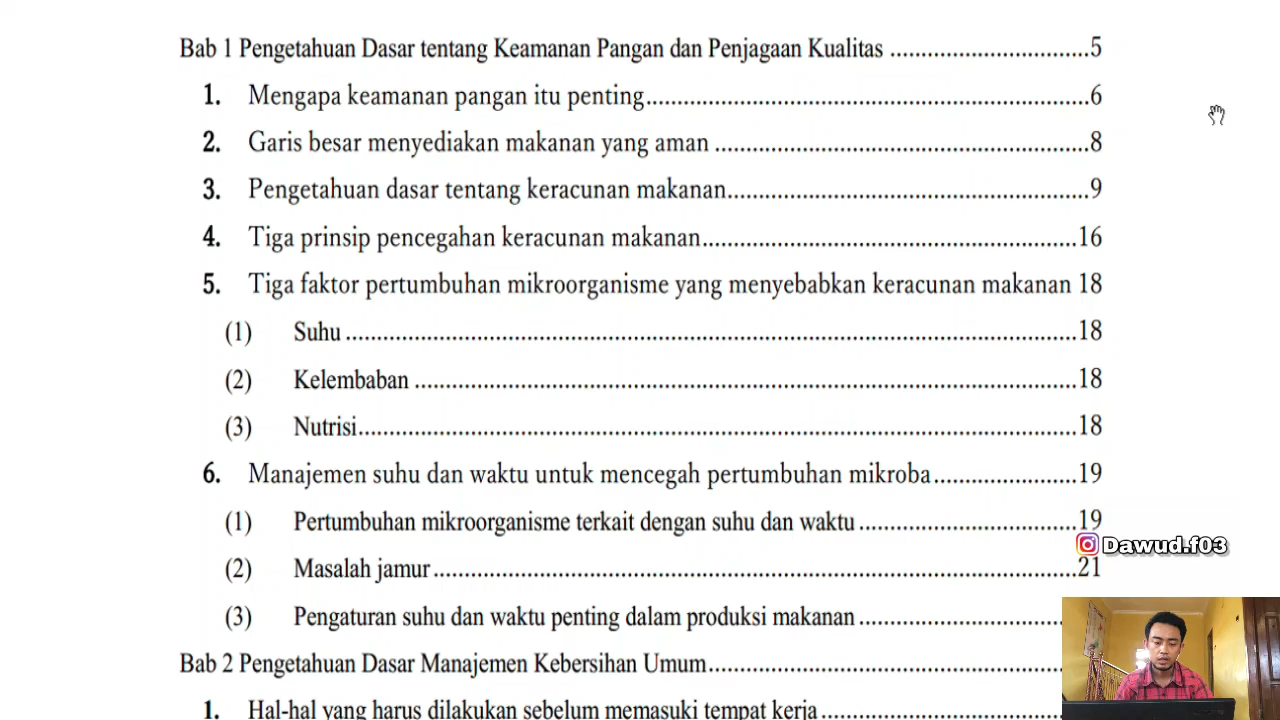 Bab 1 Pengetahuan Dasar tentang Keamanan Pangan dan Penjagaan Kualitas ..............................5
1. Mengapa keamanan pangan itu penting......................................................................6
2. Garis besar menyediakan makanan yang aman ...........................................................8
3. Pengetahuan dasar tentang keracunan makanan.........................................................9
4. Tiga prinsip pencegahan keracunan makanan...........................................................16
5. Tiga faktor pertumbuhan mikroorganisme yang menyebabkan keracunan makanan 18
(1) Suhu ....................................................................................................................18
(2) Kelembaban .........................................................................................................18
(3) Nutrisi..................................................................................................................18
6. Manajemen suhu dan waktu untuk mencegah pertumbuhan mikroba.......................19
(1) Pertumbuhan mikroorganisme terkait dengan suhu dan waktu ...................................19
Dawud.f03
(2) Masalah jamur ......................................................................................................21
(3) Pengaturan suhu dan waktu penting dalam produksi makanan ................................
Bab 2 Pengetahuan Dasar Manajemen Kebersihan Umum.......................................................
1. Hal-hal yang harus dilakukan sebelum memasuki tempat kerja ......................................